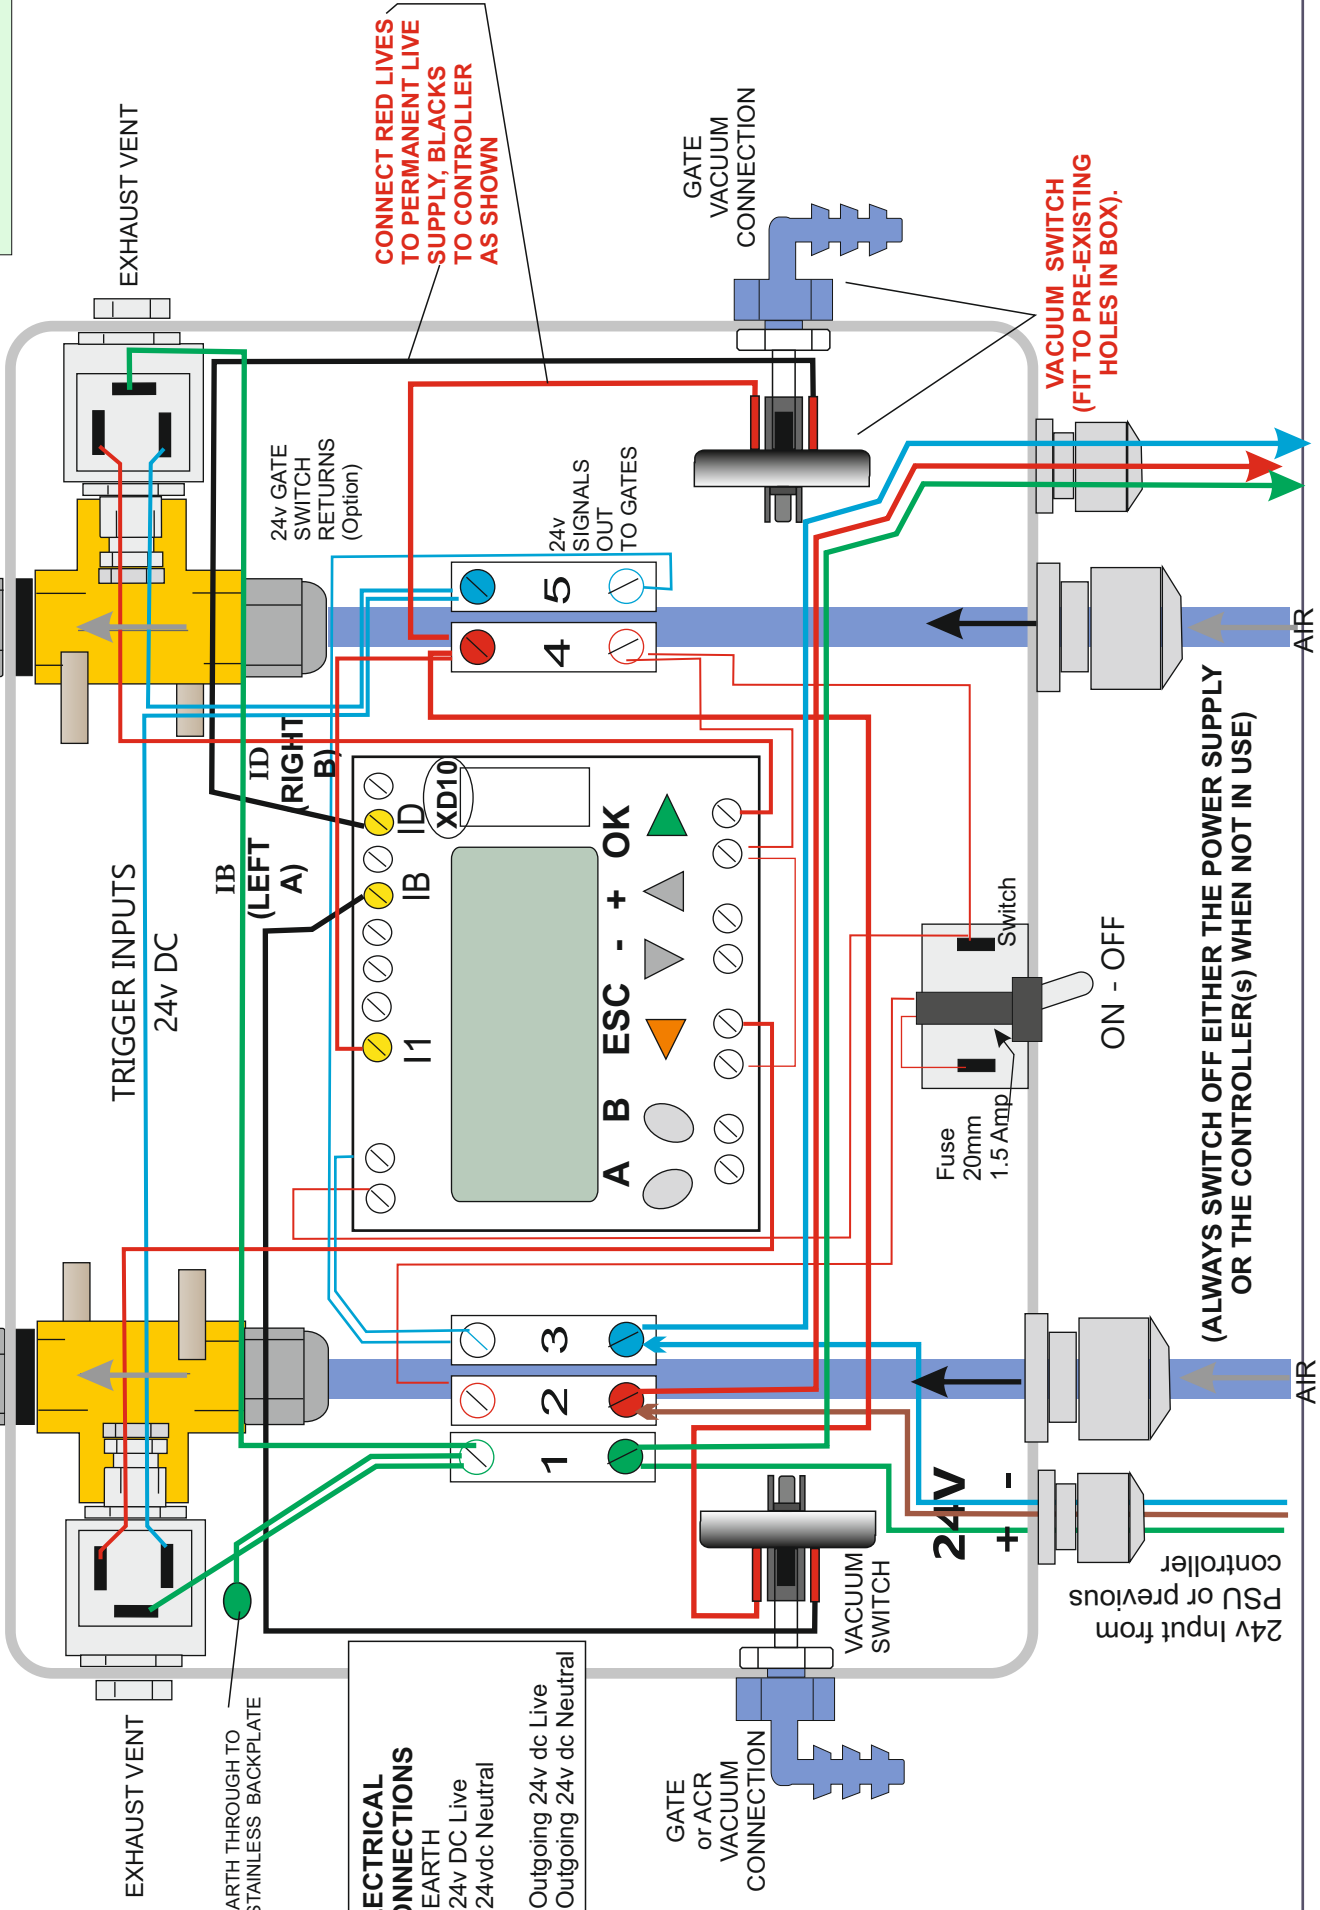 EXHAUST VENT
CONNECT RED LIVES
TO PERMANENT LIVE
SUPPLY, BLACKS
TO CONTROLLER
AS SHOWN
GATE
VACUUM
CONNECTION
VACUUM SWITCH
(FIT TO PRE-EXISTING
HOLES IN BOX).
24v GATE
SWITCH
RETURNS
(Option)
24v
SIGNALS
OUT
TO GATES
5
4
AIR
ID
(RIGHT
B)
IB
(LEFT
A)
TRIGGER INPUTS
24v DC
XD10
ID
IB
I1
A B ESC - + OK
Switch
ON - OFF
Fuse
20mm
1.5 Amp
(ALWAYS SWITCH OFF EITHER THE POWER SUPPLY
OR THE CONTROLLER(s) WHEN NOT IN USE)
3
2
1
AIR
24V
+ -
24v Input from
PSU or previous
controller
VACUUM
SWITCH
GATE
or ACR
VACUUM
CONNECTION
EXHAUST VENT
ARTH THROUGH TO
STAINLESS BACKPLATE
ECTRICAL
ONNECTIONS
EARTH
24v DC Live
24vdc Neutral
Outgoing 24v dc Live
Outgoing 24v dc Neutral